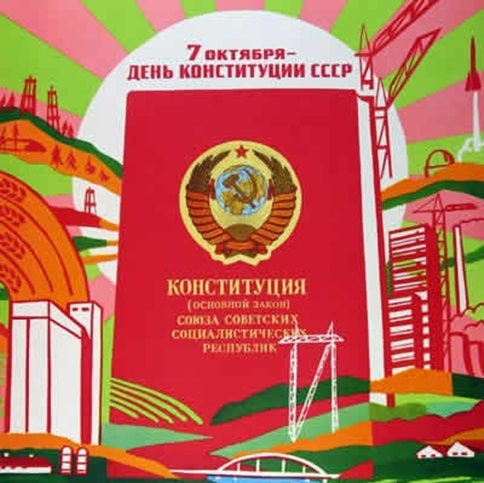 7 ОКТЯБРЯ–
ДЕНЬ КОНСТИТУЦИИ СССР
КОНСТИТУЦИЯ
(ОСНОВНОЙ ЗАКОН)
СОЮЗА СОВЕТСКИХ
СОЦИАЛИСТИЧЕСКИХ
РЕСПУБЛИК